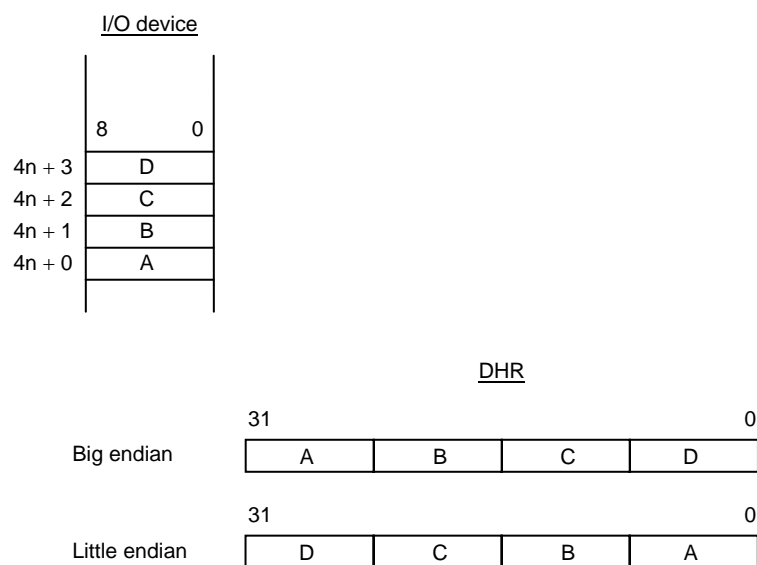 I/O device
8 0
4n + 3 D
4n + 2 C
4n + 1 B
4n + 0 A
DHR
31 0
Big endian A B C D
31 0
Little endian D C B A